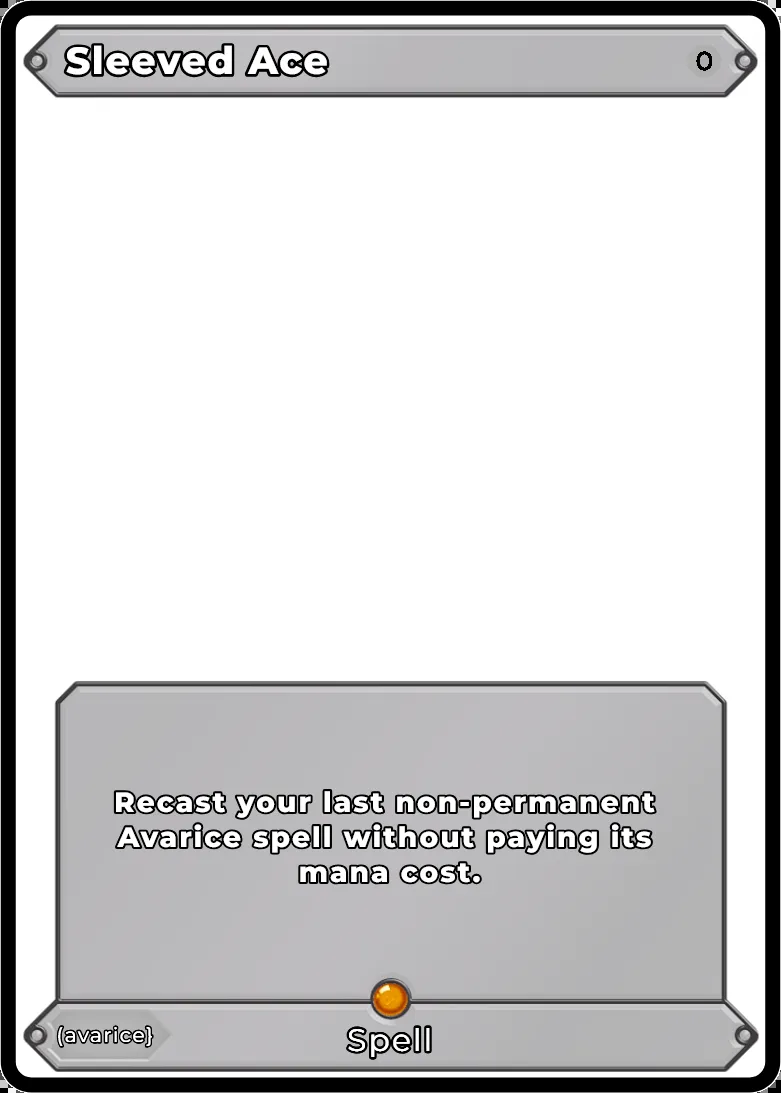 Sleeved Ace
0
Recast your last non-permanent
Avarice spell without paying its
mana cost.
(avarice}
Spell